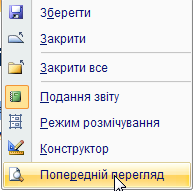 Зберегти
Закрити
Закрити все
Подання звіту
Режим розмічування
Конструктор
Попередній перегляд